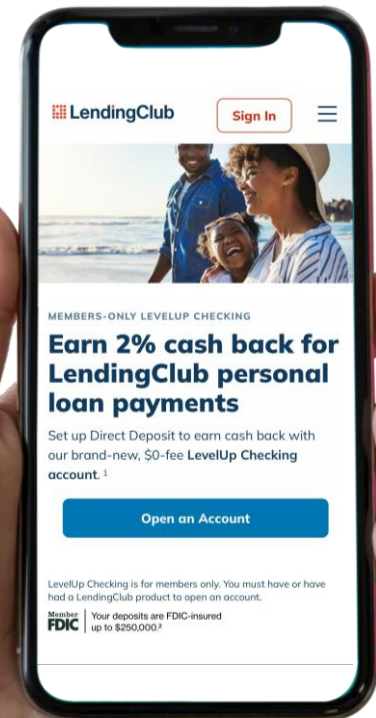 LendingClub
Sign In
MEMBERS-ONLY LEVELUP CHECKING
Earn 2% cash back for
LendingClub personal
loan payments
Set up Direct Deposit to earn cash back with
our brand-new, $0-fee LevelUp Checking
account. ¹
Open an Account
LevelUp Checking is for members only. You must have or have
had a LendingClub product to open an account.
Member
FDIC
Your deposits are FDIC-insured
up to $250,000.²